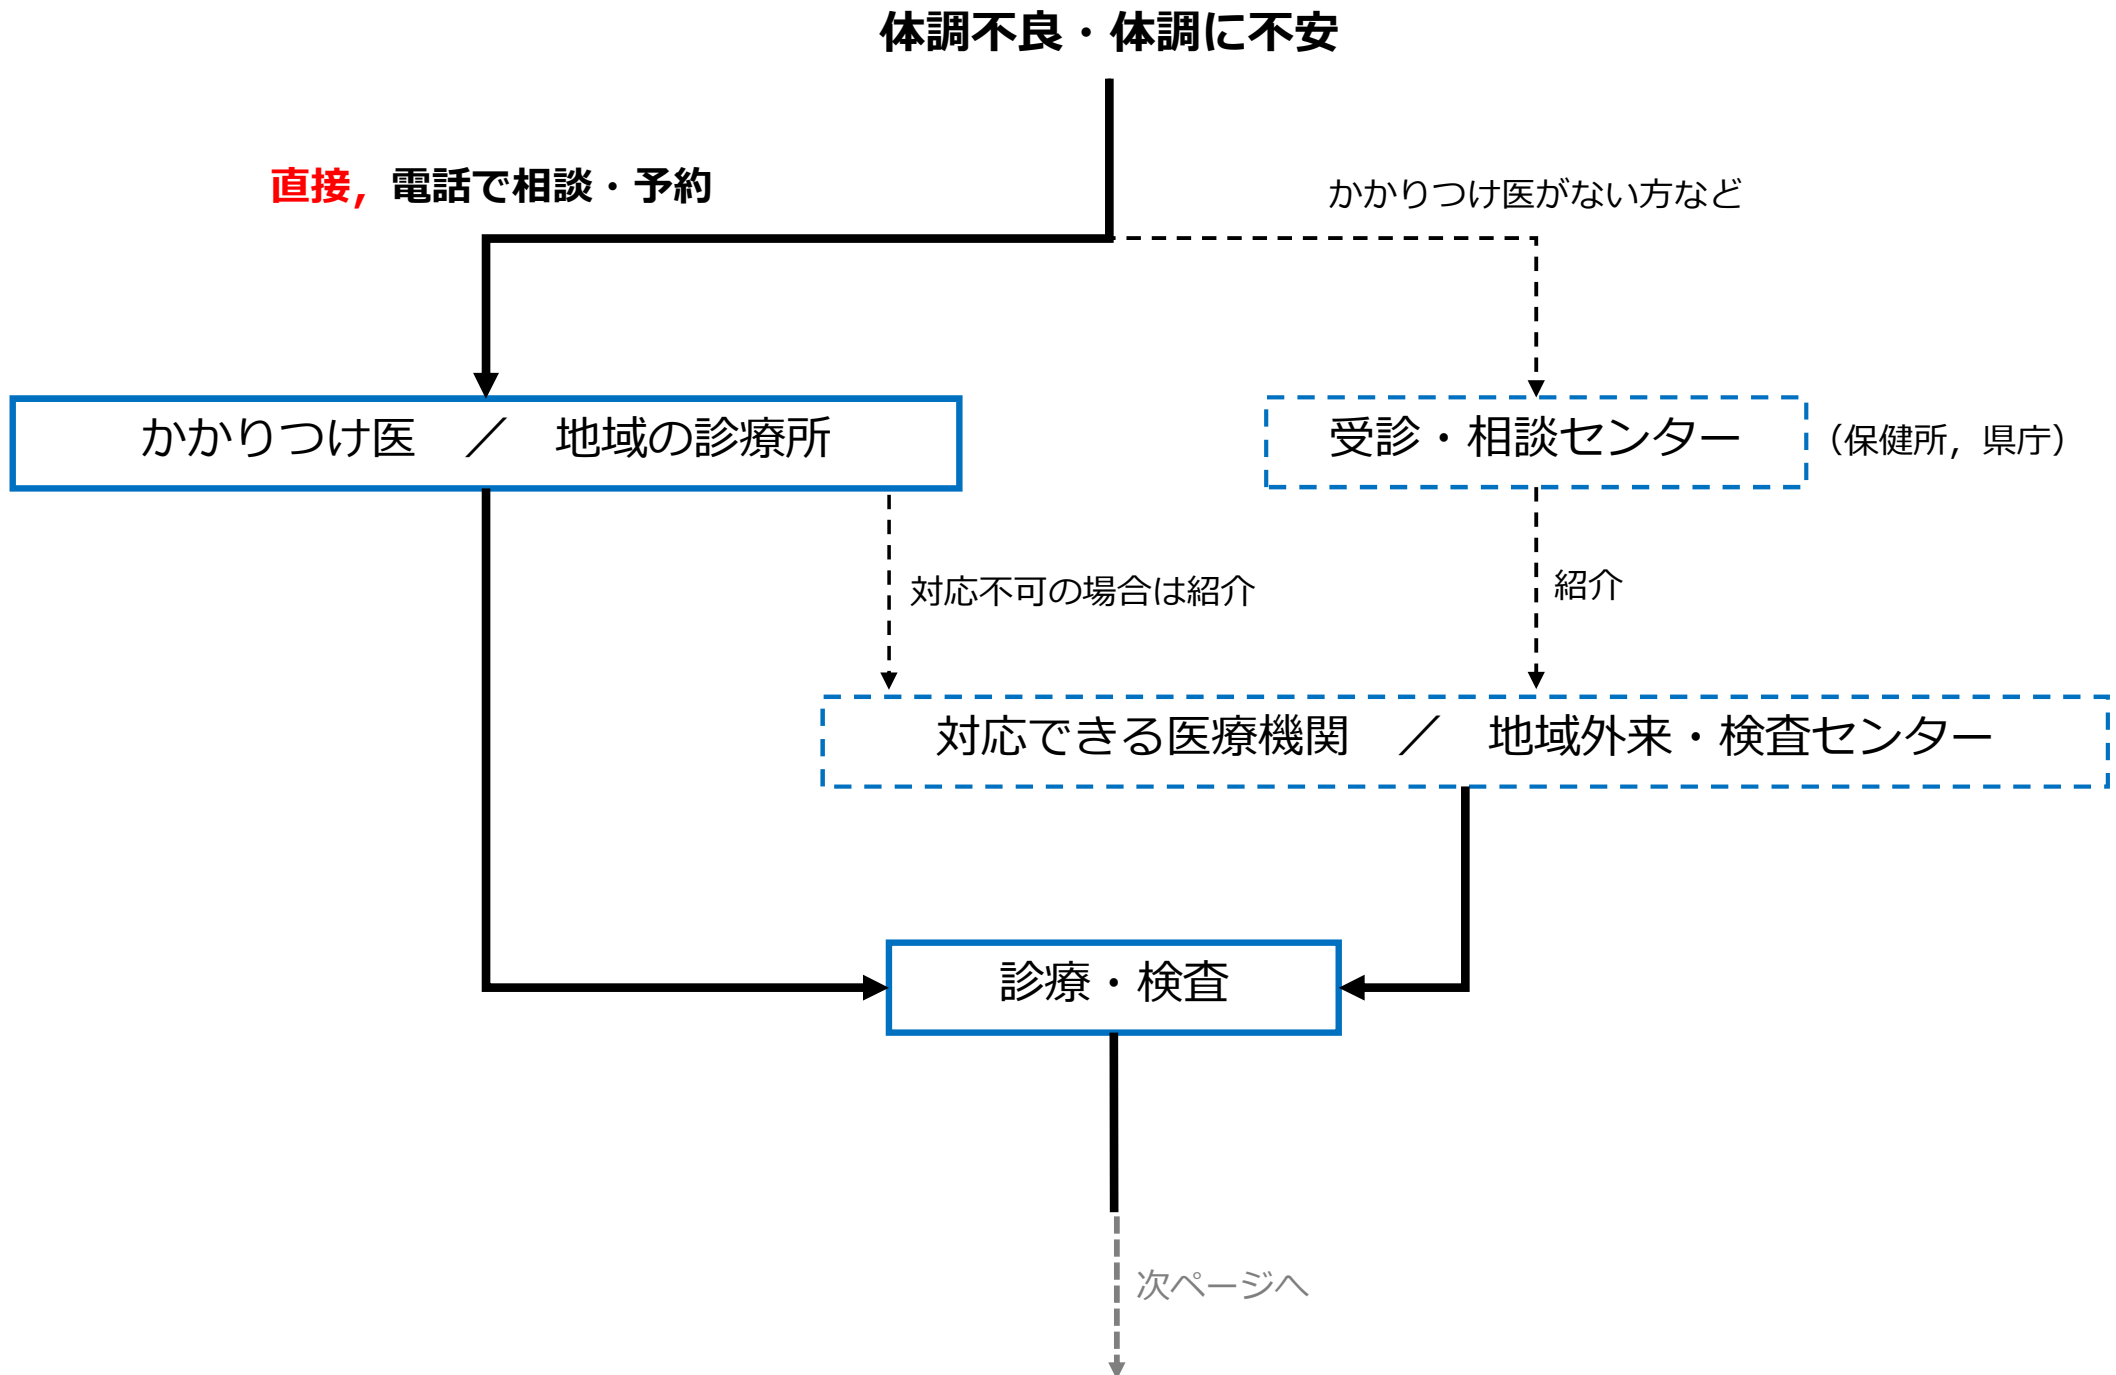 体調不良・体調に不安
直接，電話で相談・予約
かかりつけ医がない方など
かかりつけ医　／　地域の診療所
受診・相談センター
（保健所，県庁）
対応不可の場合は紹介
紹介
対応できる医療機関　／　地域外来・検査センター
診療・検査
次ページへ